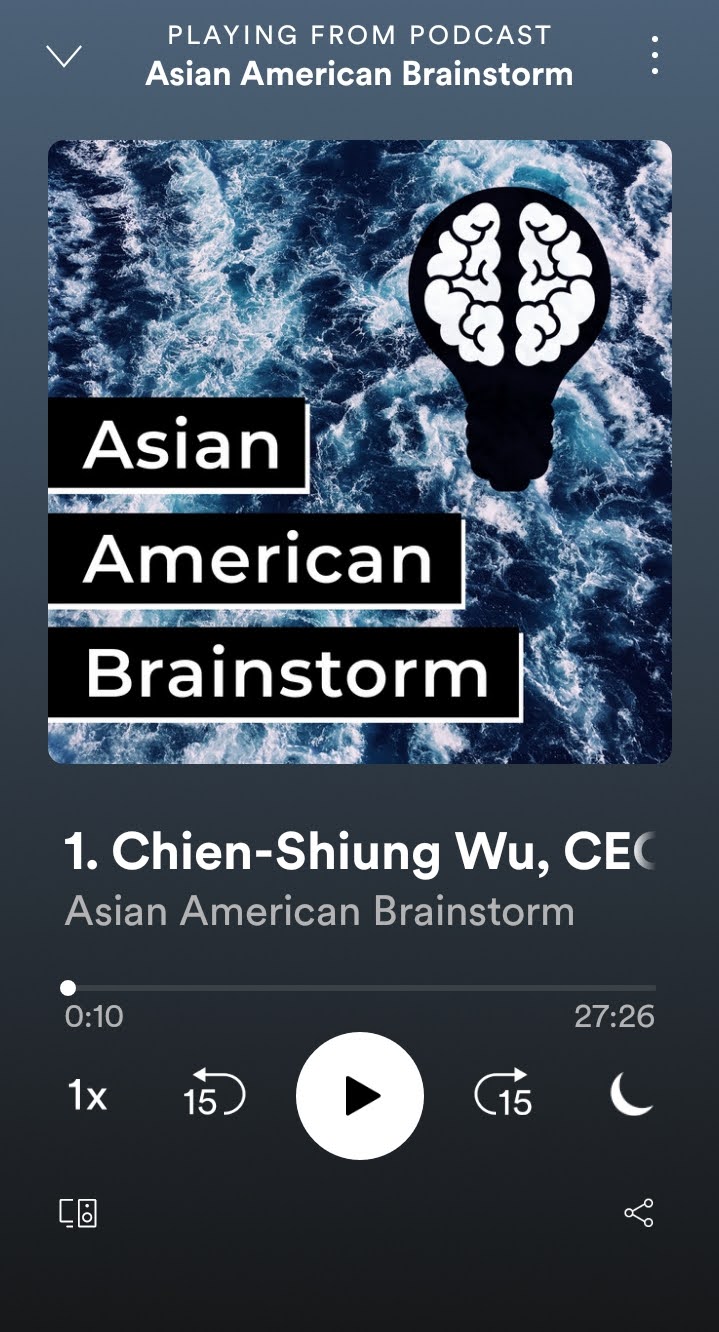 PLAYING FROM PODCAST
Asian American Brainstorm
Asian
American
Brainstorm
1. Chien-Shiung Wu, CE
Asian American Brainstorm
0:10 27:26
1x 15 15